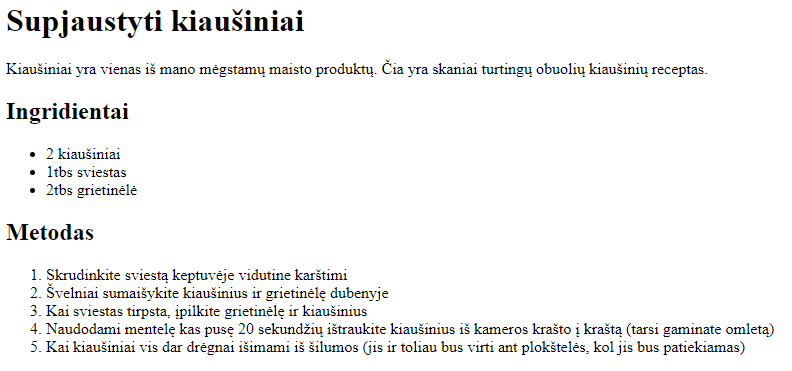 Supjaustyti kiaušiniai
Kiaušiniai yra vienas iš mano mėgstamų maisto produktų. Čia yra skaniai turtingų obuolių kiaušinių receptas.
Ingridientai
• 2 kiaušiniai
• 1tbs sviestas
• 2tbs grietinėlė
Metodas
1. Skrudinkite sviestą keptuvėje vidutine karštimi
2. Švelniai sumaišykite kiaušinius ir grietinėlę dubenyje
3. Kai sviestas tirpsta, įpilkite grietinėlę ir kiaušinius
4. Naudodami mentelę kas pusę 20 sekundžių ištraukite kiaušinius iš kameros krašto į kraštą (tarsi gaminate omletą)
5. Kai kiaušiniai vis dar drėgnai išimami iš šilumos (jis ir toliau bus virti ant plokštelės, kol jis bus patiekiamas)